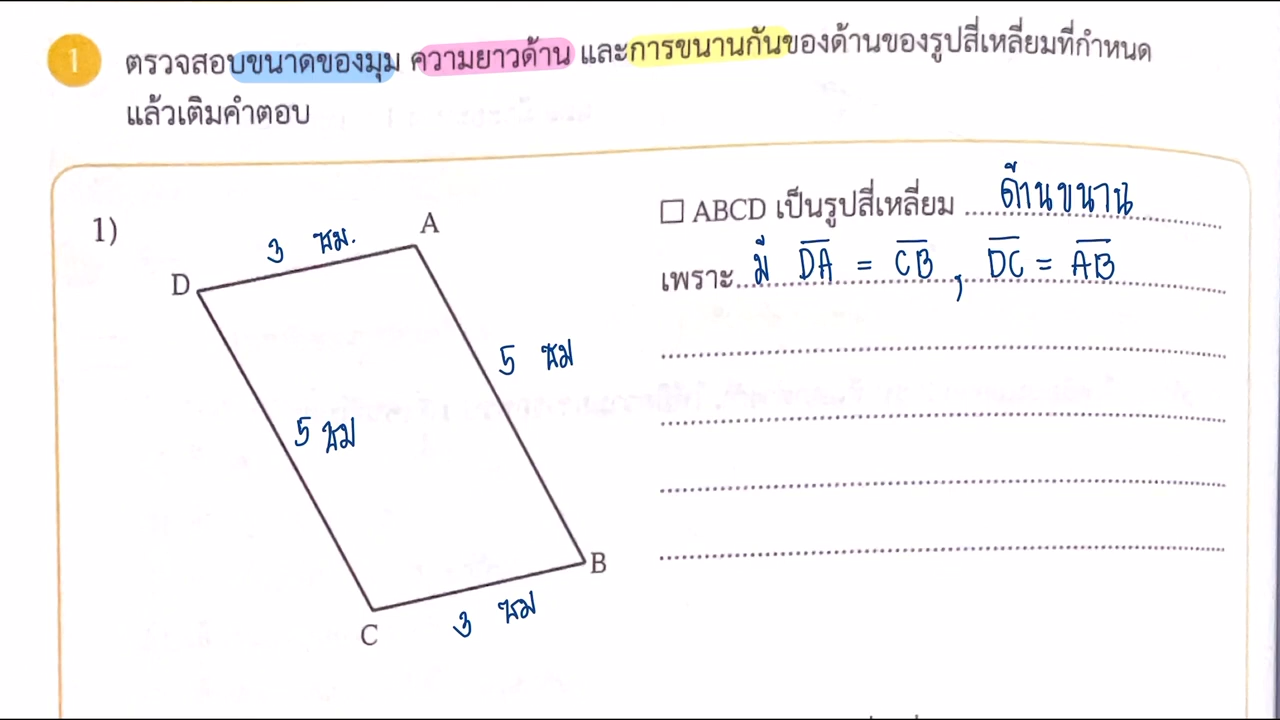 1 ตรวจสอบขนาดของมุม ความยาวด้าน และการขนานกันของด้านของรูปสี่เหลี่ยมที่กำหนด
แล้วเติมคำตอบ
1)
A
3 ซม.
D
5 ซม
5 ซม
B
3 ซม
C
□ ABCD เป็นรูปสี่เหลี่ยม ด้านขนาน
เพราะ มี D̅A̅ = C̅B̅ , D̅C̅ = A̅B̅